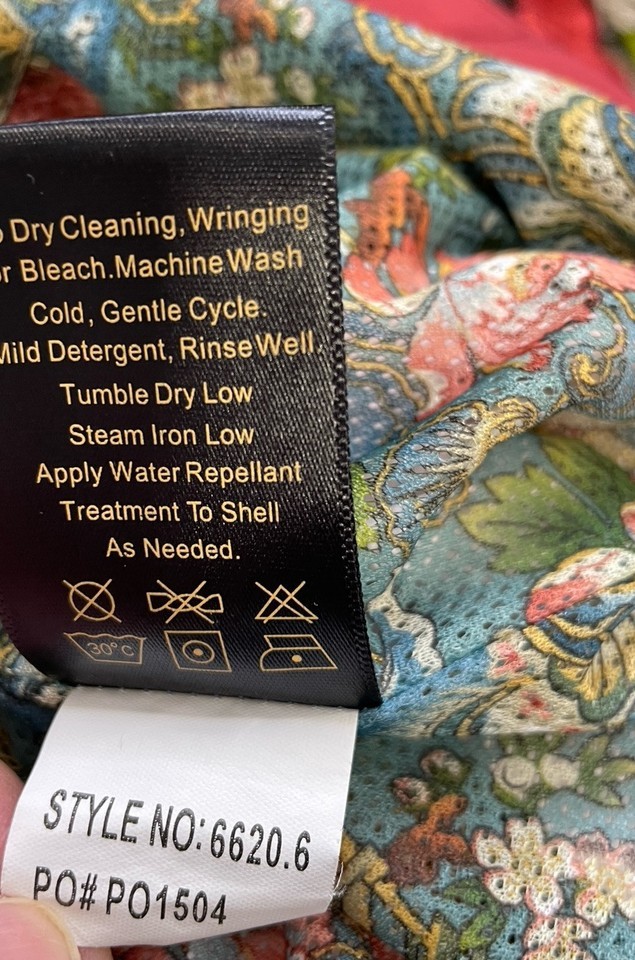 Dry Cleaning, Wringing
Bleach. Machine Wash
Cold, Gentle Cycle.
Mild Detergent, Rinse Well.
Tumble Dry Low
Steam Iron Low
Apply Water Repellant
Treatment To Shell
As Needed.
30°C
STYLE NO: 6620.6
PO# PO1504